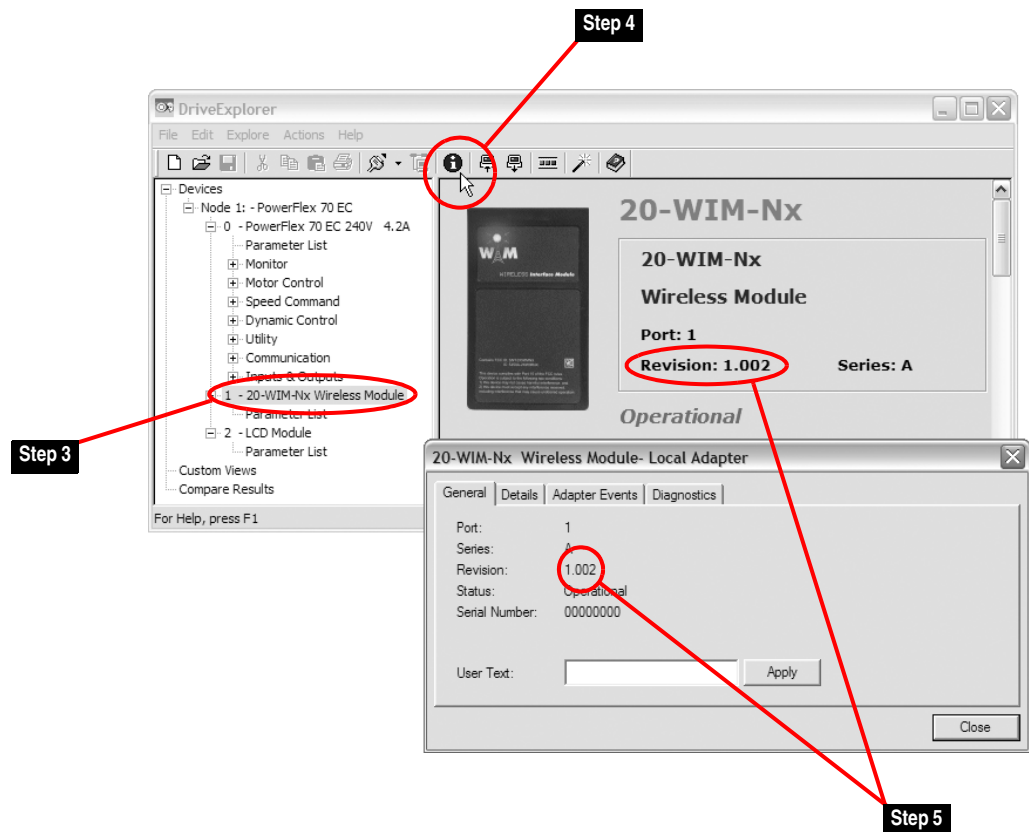 Step 4
DriveExplorer
File Edit Explore Actions Help
Devices
Node 1: - PowerFlex 70 EC
0 - PowerFlex 70 EC 240V 4.2A
Parameter List
Monitor
Motor Control
Speed Command
Dynamic Control
Utility
Communication
Inputs & Outputs
1 - 20-WIM-Nx Wireless Module
Parameter List
2 - LCD Module
Parameter List
Custom Views
Compare Results
For Help, press F1
20-WIM-Nx
WIM
WIRELESS Interface Module
20-WIM-Nx
Wireless Module
Port: 1
Revision: 1.002 Series: A
Operational
Step 3
20-WIM-Nx Wireless Module- Local Adapter
General Details Adapter Events Diagnostics
Port: 1
Series: A
Revision: 1.002
Status: Operational
Serial Number: 00000000
User Text: Apply
Close
Step 5